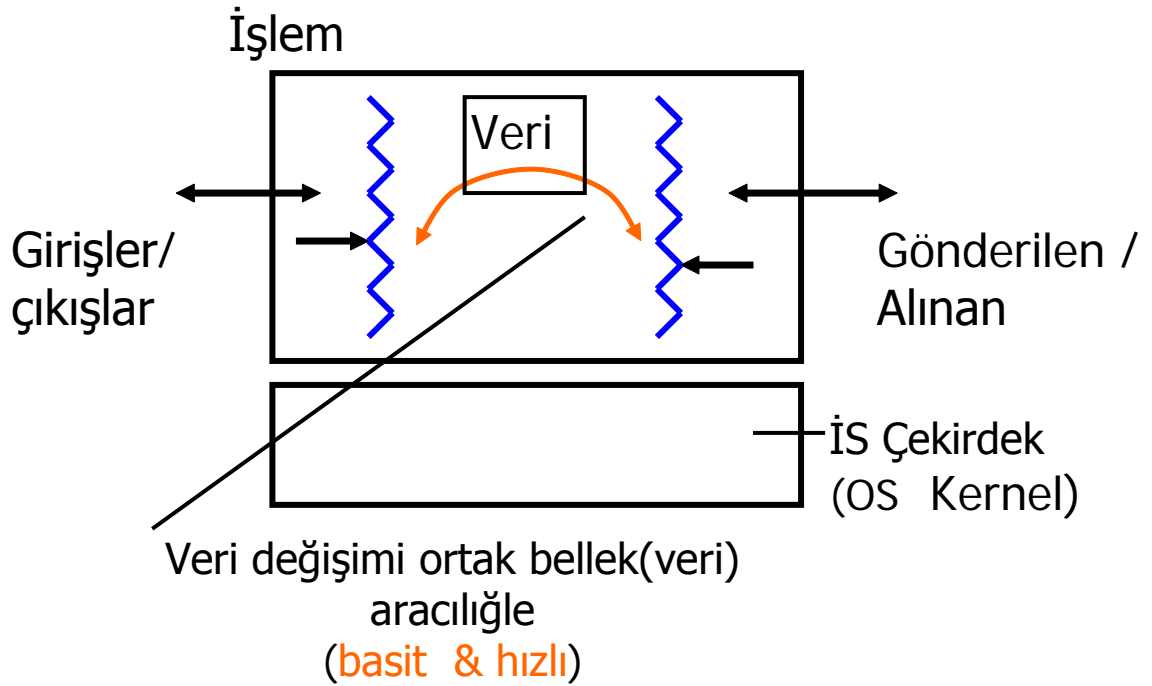 İşlem
Veri
Girişler/
çıkışlar
Gönderilen /
Alınan
İS Çekirdek
(OS Kernel)
Veri değişimi ortak bellek(veri)
aracılığle
(basit & hızlı)